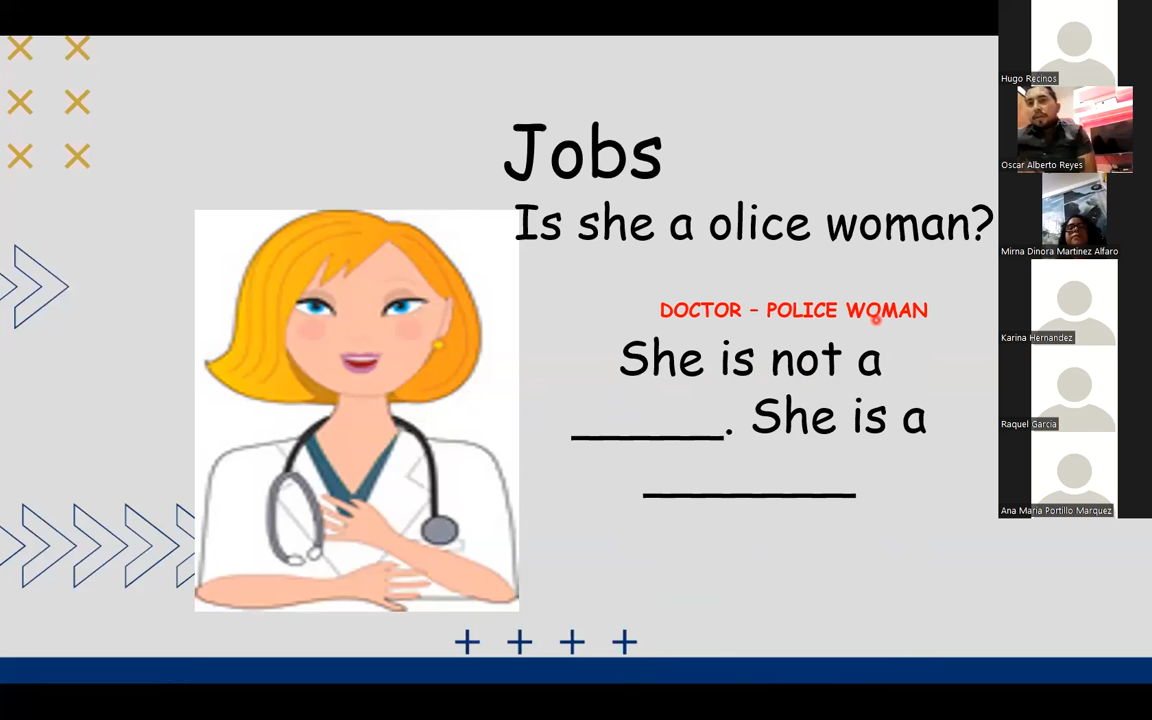 Jobs
Is she a olice woman?
DOCTOR – POLICE WOMAN
She is not a
______. She is a
________
Hugo Recinos
Oscar Alberto Reyes
Mirna Dinora Martinez Alfaro
Karina Hernandez
Raquel Garcia
Ana Maria Portillo Marquez